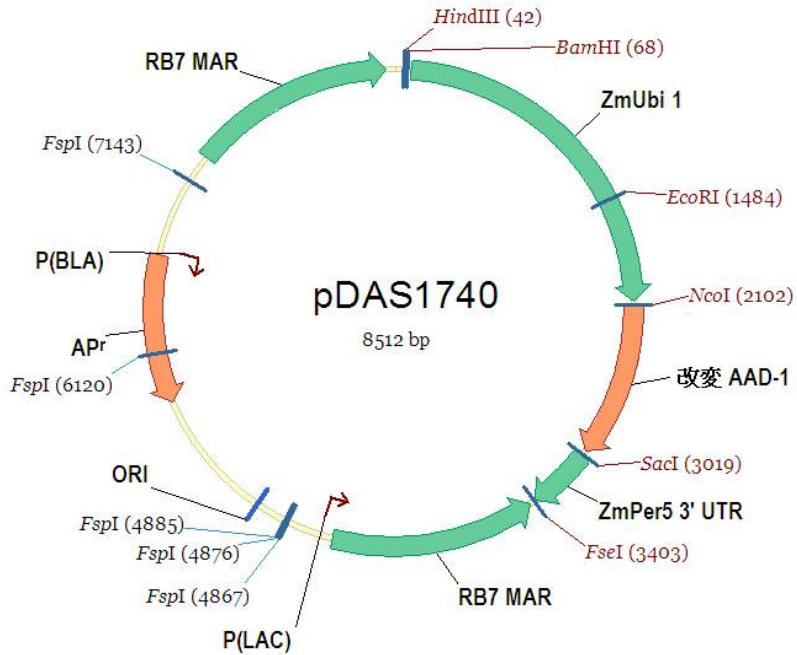 HindIII (42)
BamHI (68)
RB7 MAR
ZmUbi 1
FspI (7143)
EcoRI (1484)
P(BLA)
pDAS1740
8512 bp
NcoI (2102)
APr
FspI (6120)
改変 AAD-1
SacI (3019)
ORI
ZmPer5 3' UTR
FspI (4885)
FspI (4876)
FseI (3403)
FspI (4867)
RB7 MAR
P(LAC)